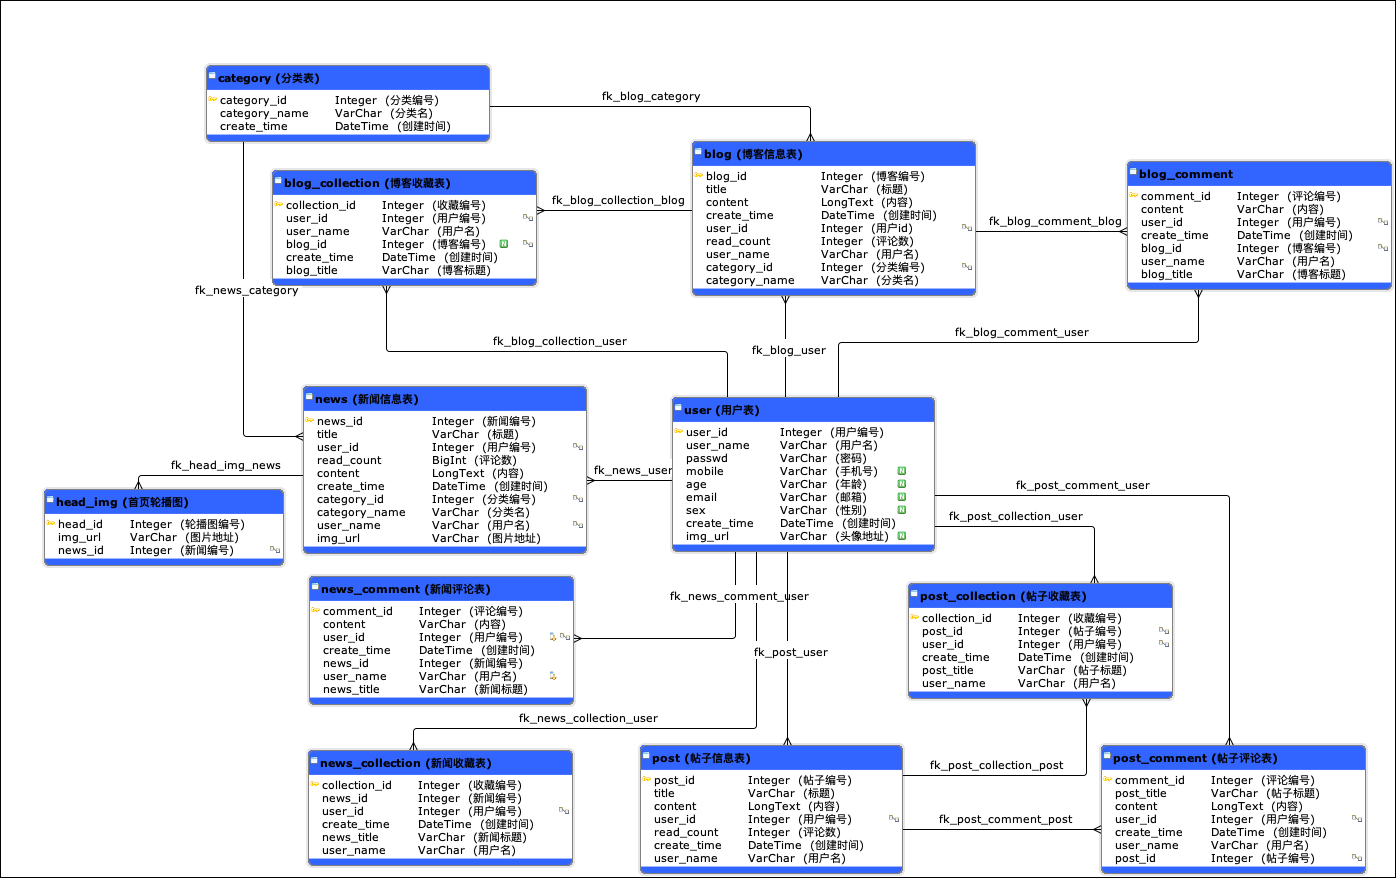 category (分类表)
category_id Integer (分类编号)
category_name VarChar (分类名)
create_time DateTime (创建时间)
fk_blog_category
blog (博客信息表)
blog_id Integer (博客编号)
title VarChar (标题)
content LongText (内容)
create_time DateTime (创建时间)
user_id Integer (用户id)
read_count Integer (评论数)
user_name VarChar (用户名)
category_id Integer (分类编号)
category_name VarChar (分类名)
blog_comment
comment_id Integer (评论编号)
content VarChar (内容)
user_id Integer (用户编号)
create_time DateTime (创建时间)
blog_id Integer (博客编号)
user_name VarChar (用户名)
blog_title VarChar (博客标题)
blog_collection (博客收藏表)
collection_id Integer (收藏编号)
user_id Integer (用户编号)
user_name VarChar (用户名)
blog_id Integer (博客编号) N
create_time DateTime (创建时间)
blog_title VarChar (博客标题)
fk_blog_collection_blog
fk_blog_comment_blog
fk_news_category
fk_blog_collection_user
fk_blog_user
fk_blog_comment_user
news (新闻信息表)
news_id Integer (新闻编号)
title VarChar (标题)
user_id Integer (用户编号)
read_count BigInt (评论数)
content LongText (内容)
create_time DateTime (创建时间)
category_id Integer (分类编号)
category_name VarChar (分类名)
user_name VarChar (用户名)
img_url VarChar (图片地址)
user (用户表)
user_id Integer (用户编号)
user_name VarChar (用户名)
passwd VarChar (密码)
mobile VarChar (手机号) N
age VarChar (年龄) N
email VarChar (邮箱) N
sex VarChar (性别) N
create_time DateTime (创建时间)
img_url VarChar (头像地址) N
fk_head_img_news
fk_news_user
fk_post_comment_user
fk_post_collection_user
head_img (首页轮播图)
head_id Integer (轮播图编号)
img_url VarChar (图片地址)
news_id Integer (新闻编号)
news_comment (新闻评论表)
comment_id Integer (评论编号)
content VarChar (内容)
user_id Integer (用户编号)
create_time DateTime (创建时间)
news_id Integer (新闻编号)
user_name VarChar (用户名)
news_title VarChar (新闻标题)
fk_news_comment_user
fk_post_user
post_collection (帖子收藏表)
collection_id Integer (收藏编号)
post_id Integer (帖子编号)
user_id Integer (用户编号)
create_time DateTime (创建时间)
post_title VarChar (帖子标题)
user_name VarChar (用户名)
fk_news_collection_user
news_collection (新闻收藏表)
collection_id Integer (收藏编号)
news_id Integer (新闻编号)
user_id Integer (用户编号)
create_time DateTime (创建时间)
news_title VarChar (新闻标题)
user_name VarChar (用户名)
post (帖子信息表)
post_id Integer (帖子编号)
title VarChar (标题)
content LongText (内容)
user_id Integer (用户编号)
read_count Integer (评论数)
create_time DateTime (创建时间)
user_name VarChar (用户名)
fk_post_collection_post
fk_post_comment_post
post_comment (帖子评论表)
comment_id Integer (评论编号)
post_title VarChar (帖子标题)
content LongText (内容)
user_id Integer (用户编号)
create_time DateTime (创建时间)
user_name VarChar (用户名)
post_id Integer (帖子编号)